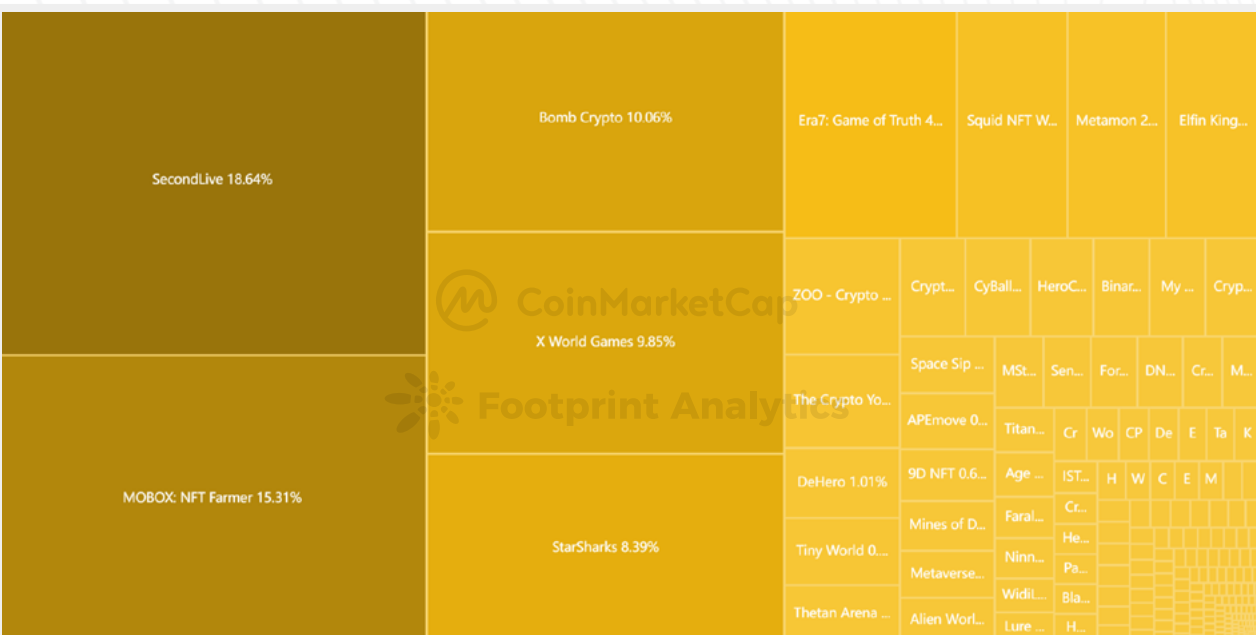 SecondLive 18.64%
MOBOX: NFT Farmer 15.31%
Bomb Crypto 10.06%
X World Games 9.85%
StarSharks 8.39%
CoinMarketCap
Footprint Analytics
Era7: Game of Truth 4...
Squid NFT W...
Metamon 2...
Elfin King...
ZOO - Crypto ...
The Crypto Yo...
DeHero 1.01%
Tiny World 0....
Thetan Arena ...
Crypt...
CyBall...
HeroC...
Binar...
My ...
Cryp...
Space Sip ...
APEmove 0...
9D NFT 0.6...
Mines of D...
Metaverse...
Alien Worl...
MSt...
Sen...
For...
DN...
Cr...
M...
Titan...
Age ...
Faral...
Ninn...
WidiL...
Lure ...
Cr
Wo
CP
De
E
Ta
K
IST...
Cr...
He...
Pa...
Bla...
H...
H
W
C
E
M